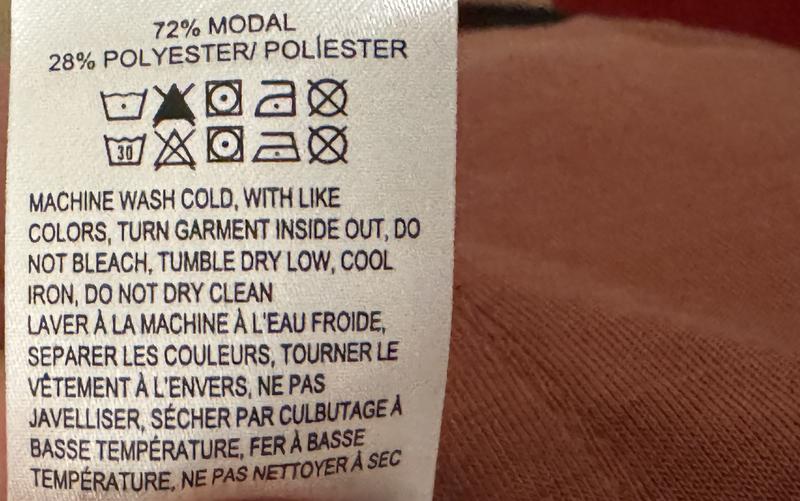 72% MODAL
28% POLYESTER/ POLÍESTER
30
MACHINE WASH COLD, WITH LIKE
COLORS, TURN GARMENT INSIDE OUT, DO
NOT BLEACH, TUMBLE DRY LOW, COOL
IRON, DO NOT DRY CLEAN
LAVER À LA MACHINE À L'EAU FROIDE,
SEPARER LES COULEURS, TOURNER LE
VÊTEMENT À L'ENVERS, NE PAS
JAVELLISER, SÉCHER PAR CULBUTAGE À
BASSE TEMPÉRATURE, FER À BASSE
TEMPÉRATURE, NE PAS NETTOYER À SEC